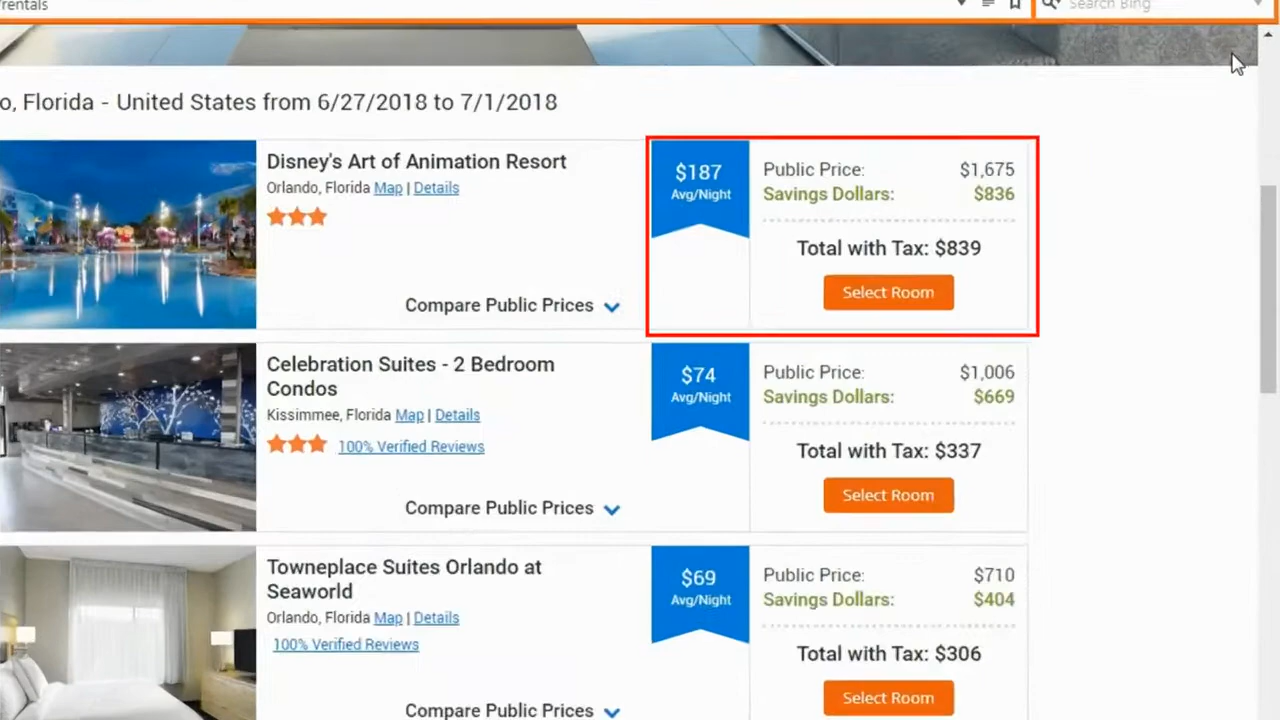 rentals
Search Bing
o, Florida - United States from 6/27/2018 to 7/1/2018
Disney's Art of Animation Resort
Orlando, Florida Map | Details
Compare Public Prices
$187
Avg/Night
Public Price: $1,675
Savings Dollars: $836
Total with Tax: $839
Select Room
Celebration Suites - 2 Bedroom
Condos
Kissimmee, Florida Map | Details
100% Verified Reviews
Compare Public Prices
$74
Avg/Night
Public Price: $1,006
Savings Dollars: $669
Total with Tax: $337
Select Room
Towneplace Suites Orlando at
Seaworld
Orlando, Florida Map | Details
100% Verified Reviews
Compare Public Prices
$69
Avg/Night
Public Price: $710
Savings Dollars: $404
Total with Tax: $306
Select Room